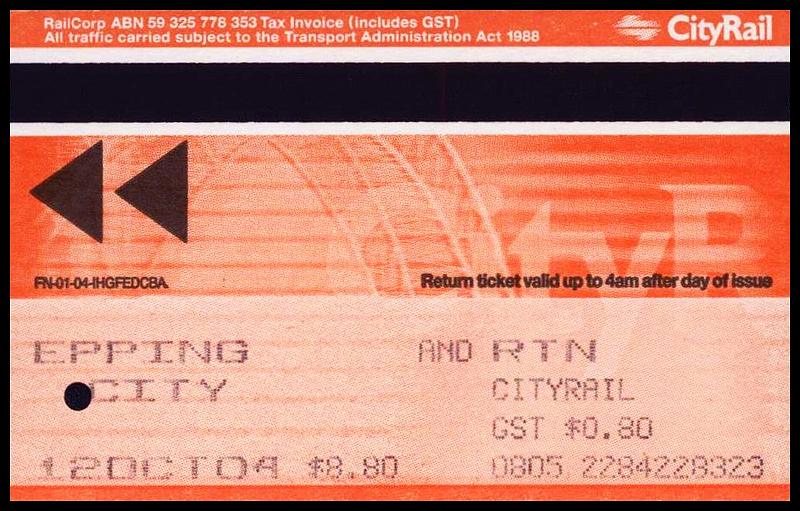 RailCorp ABN 59 325 778 353 Tax Invoice (includes GST)
All traffic carried subject to the Transport Administration Act 1988
CityRail
CityR
FN-01-04-IHGFEDCBA
Return ticket valid up to 4am after day of issue
EPPING AND RTN
CITY CITYRAIL
GST $0.80
12OCT04 $8.80 0805 2284228323